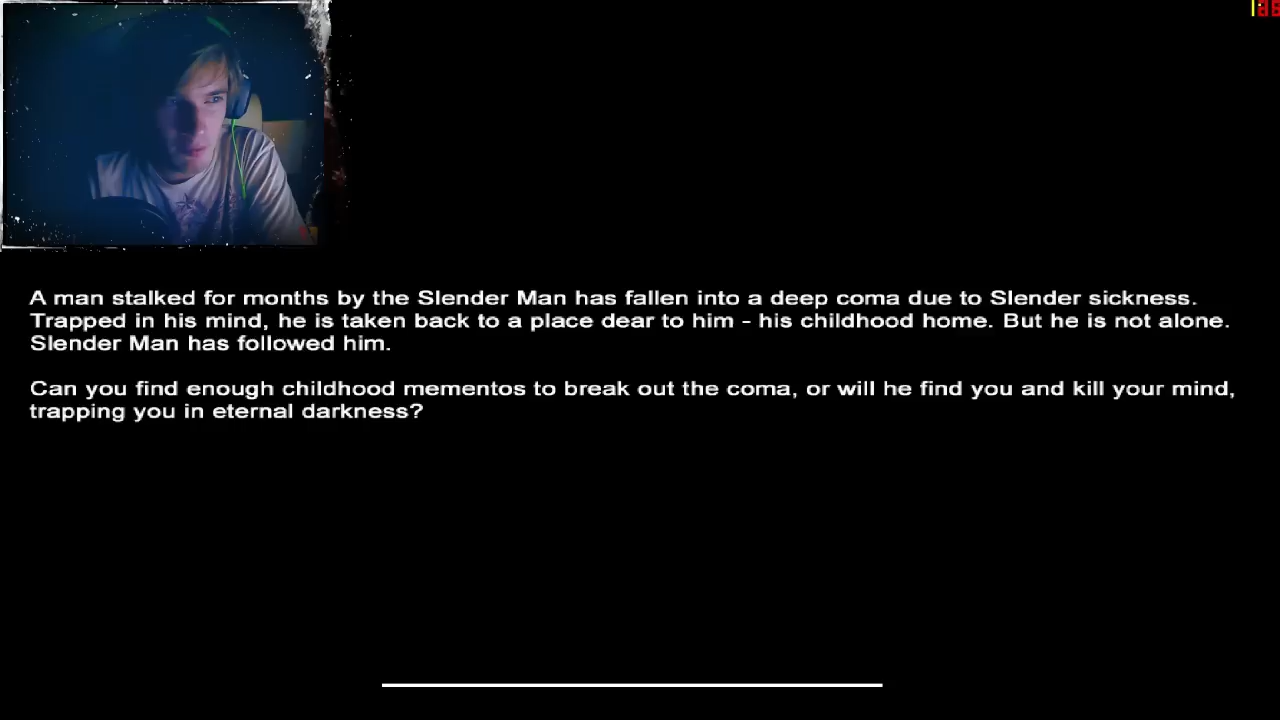 A man stalked for months by the Slender Man has fallen into a deep coma due to Slender sickness.
Trapped in his mind, he is taken back to a place dear to him - his childhood home. But he is not alone.
Slender Man has followed him.
Can you find enough childhood mementos to break out the coma, or will he find you and kill your mind,
trapping you in eternal darkness?